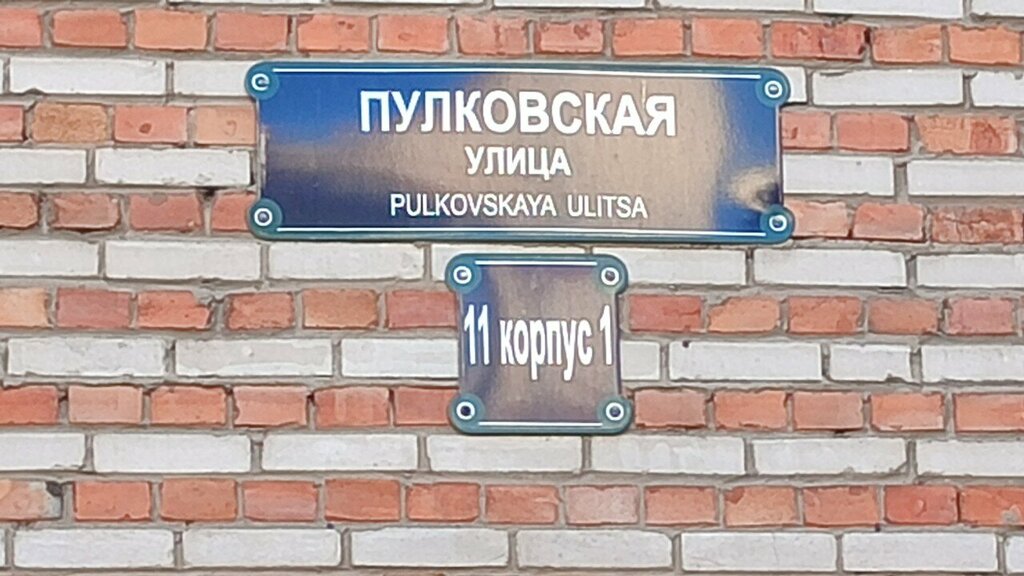 ПУЛКОВСКАЯ
УЛИЦА
PULKOVSKAYA ULITSA
11 корпус 1